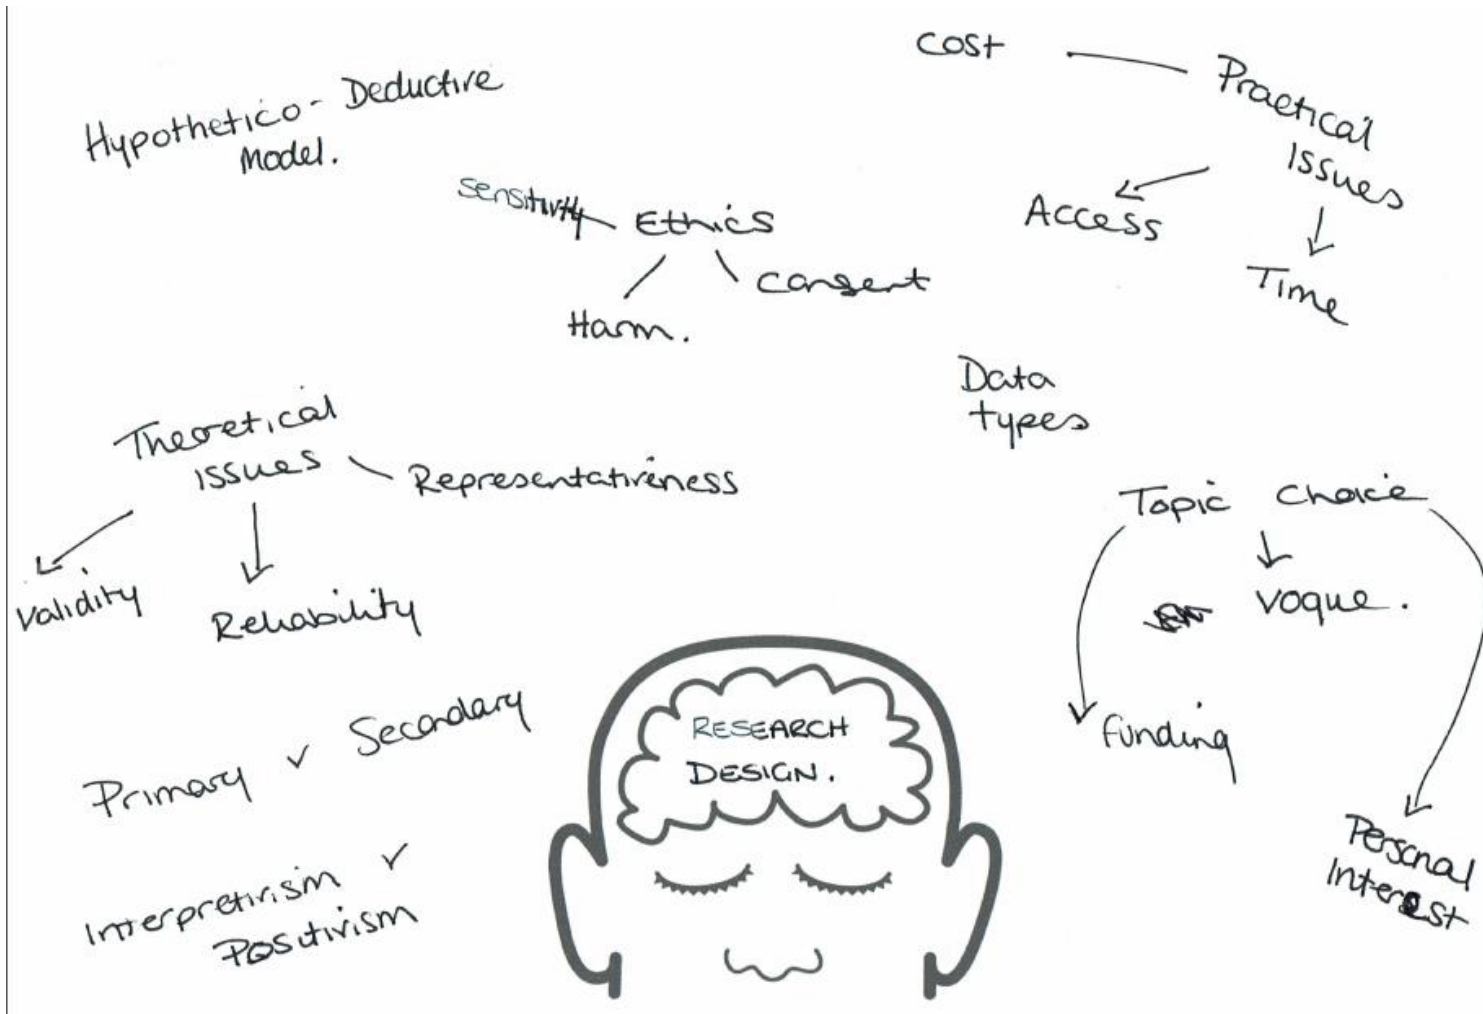 Hypothetico-Deductive
Model.
Cost
Practical
Issues
Access
Time
Sensitivity
Ethics
Consent
Harm.
Data
types
Theoretical
Issues
Representativeness
Validity
Reliability
Topic Choice
Vogue.
Funding
Personal
Interest
Primary v Secondary
Interpretivism v
Positivism
RESEARCH
DESIGN.